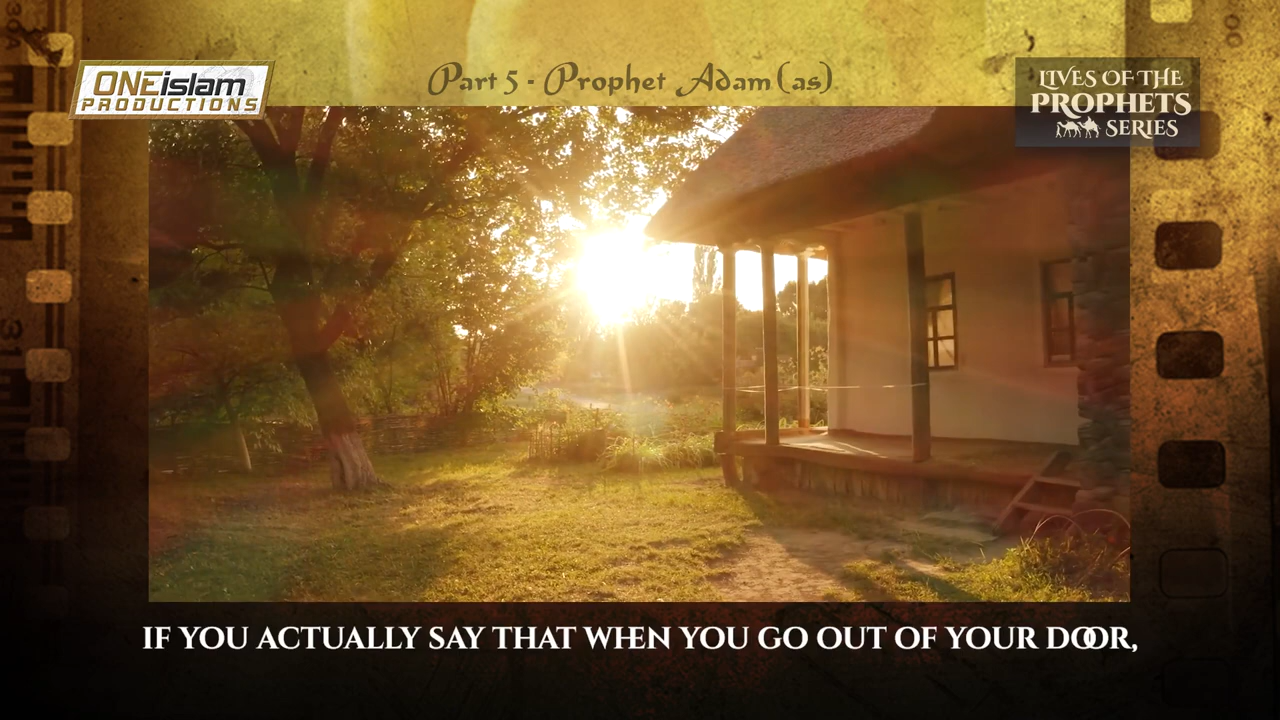 ONEislam
PRODUCTIONS
Part 5 - Prophet Adam (as)
LIVES OF THE
PROPHETS
SERIES
IF YOU ACTUALLY SAY THAT WHEN YOU GO OUT OF YOUR DOOR,